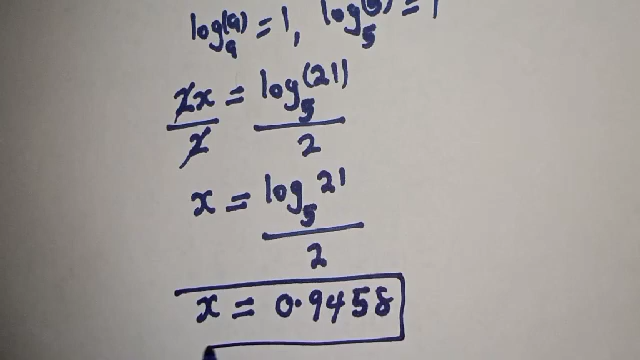 log_a(a) = 1, log_5(5) = 1
2x/2 = log_5(21)/2
x = log_5 21/2
x = 0.9458